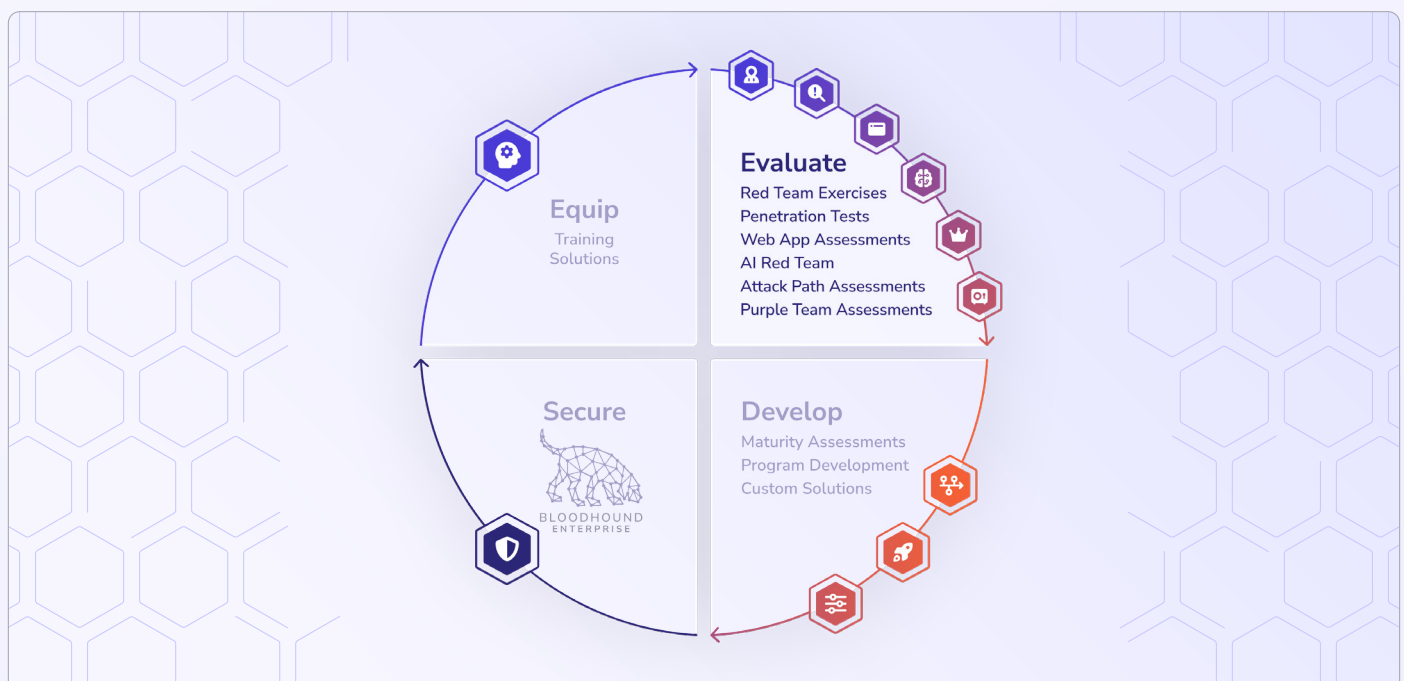 Equip
Training
Solutions
Evaluate
Red Team Exercises
Penetration Tests
Web App Assessments
AI Red Team
Attack Path Assessments
Purple Team Assessments
Secure
BLOODHOUND
ENTERPRISE
Develop
Maturity Assessments
Program Development
Custom Solutions